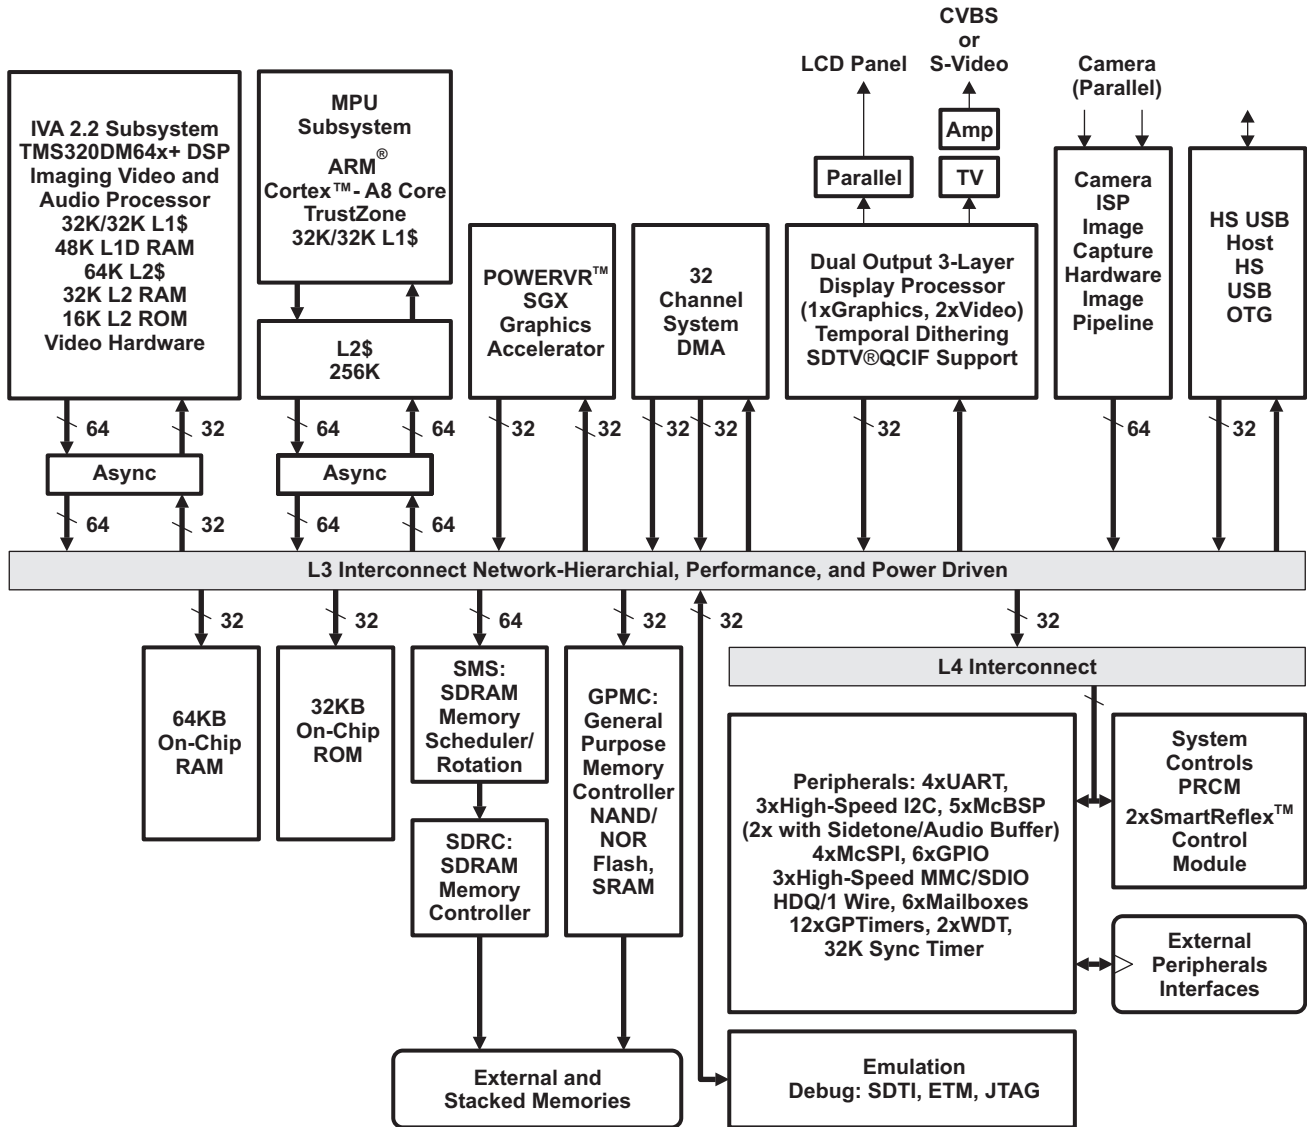 CVBS
or
S-Video
LCD Panel
Camera
(Parallel)
IVA 2.2 Subsystem
TMS320DM64x+ DSP
Imaging Video and
Audio Processor
32K/32K L1$
48K L1D RAM
64K L2$
32K L2 RAM
16K L2 ROM
Video Hardware
MPU
Subsystem
ARM®
Cortex™- A8 Core
TrustZone
32K/32K L1$
L2$
256K
POWERVR™
SGX
Graphics
Accelerator
32
Channel
System
DMA
Amp
Parallel
TV
Dual Output 3-Layer
Display Processor
(1xGraphics, 2xVideo)
Temporal Dithering
SDTV®QCIF Support
Camera
ISP
Image
Capture
Hardware
Image
Pipeline
HS USB
Host
HS
USB
OTG
64
32
64
64
32
32
32
32
32
64
32
Async
Async
64
32
64
64
L3 Interconnect Network-Hierarchial, Performance, and Power Driven
32
32
64
32
32
32
64KB
On-Chip
RAM
32KB
On-Chip
ROM
SMS:
SDRAM
Memory
Scheduler/
Rotation
SDRC:
SDRAM
Memory
Controller
GPMC:
General
Purpose
Memory
Controller
NAND/
NOR
Flash,
SRAM
L4 Interconnect
Peripherals: 4xUART,
3xHigh-Speed I2C, 5xMcBSP
(2x with Sidetone/Audio Buffer)
4xMcSPI, 6xGPIO
3xHigh-Speed MMC/SDIO
HDQ/1 Wire, 6xMailboxes
12xGPTimers, 2xWDT,
32K Sync Timer
System
Controls
PRCM
2xSmartReflex™
Control
Module
External
Peripherals
Interfaces
External and
Stacked Memories
Emulation
Debug: SDTI, ETM, JTAG